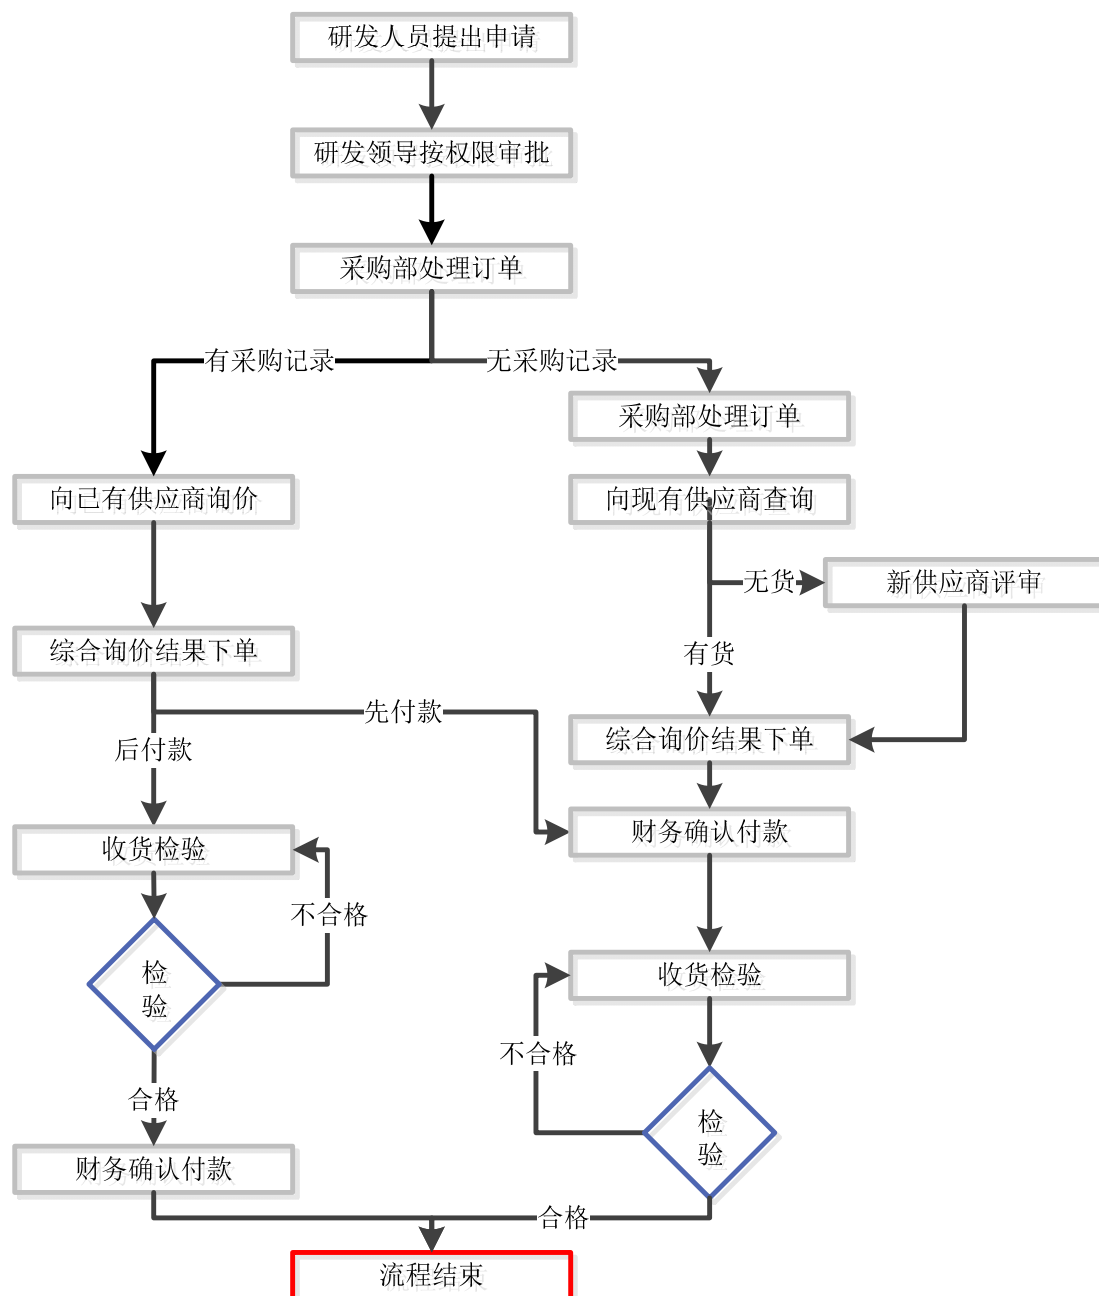 研发人员提出申请
研发领导按权限审批
采购部处理订单
有采购记录
无采购记录
采购部处理订单
向已有供应商询价
向现有供应商查询
无货
新供应商评审
综合询价结果下单
有货
先付款
综合询价结果下单
后付款
财务确认付款
收货检验
不合格
检
验
收货检验
不合格
合格
检
验
财务确认付款
合格
流程结束